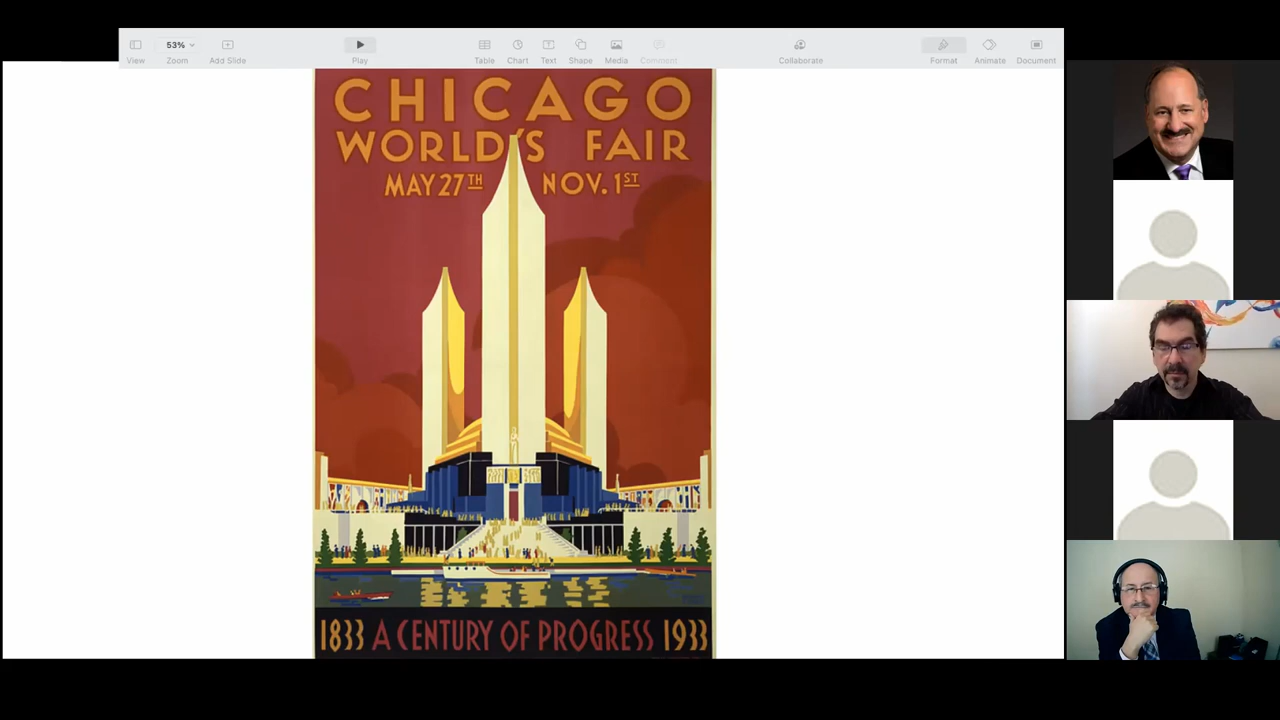 53%
View
Zoom
Add Slide
Play
Table
Chart
Text
Shape
Media
Comment
Collaborate
Format
Animate
Document
CHICAGO
WORLD'S FAIR
MAY 27TH NOV. 1ST
1833 A CENTURY OF PROGRESS 1933